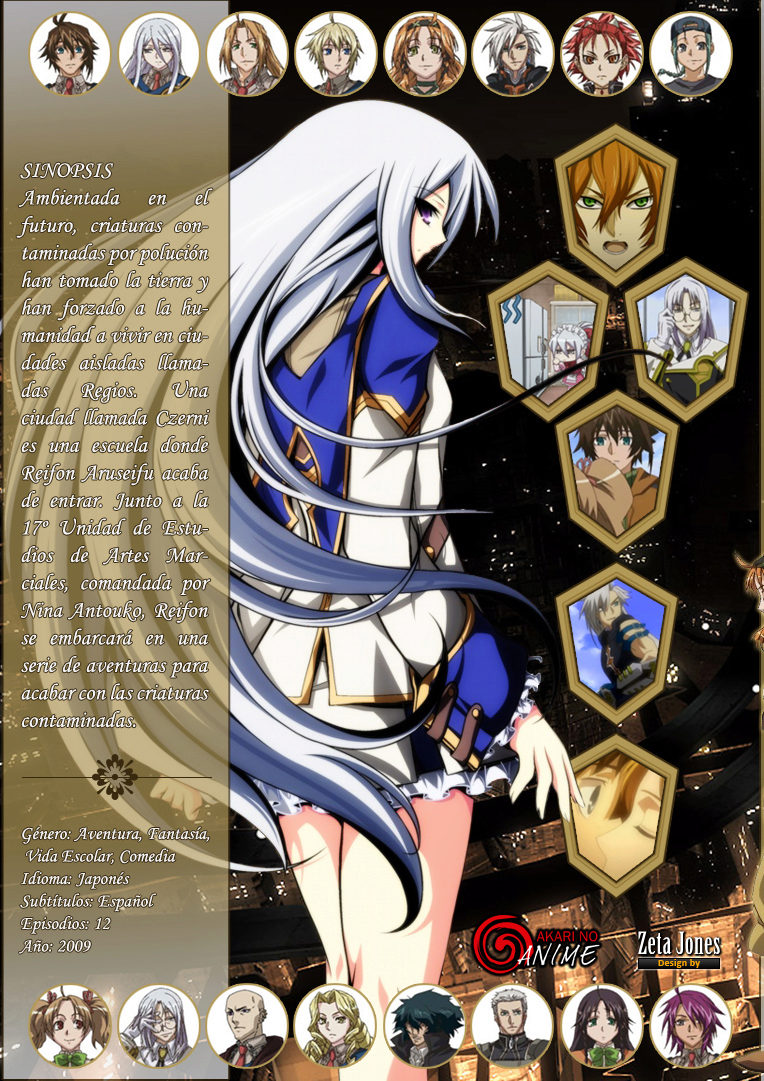 SINOPSIS
Ambientada en el
futuro, criaturas con-
taminadas por polución
han tomado la tierra y
han forzado a la hu-
manidad a vivir en ciu-
dades aisladas llama-
das Regios. Una
ciudad llamada Czerni
es una escuela donde
Reifon Aruseifu acaba
de entrar. Junto a la
17º Unidad de Estu-
dios de Artes Mar-
ciales, comandada por
Nina Antouko, Reifon
se embarcará en una
serie de aventuras para
acabar con las criaturas
contaminadas.
Género: Aventura, Fantasía,
Vida Escolar, Comedia
Idioma: Japonés
Subtítulos: Español
Episodios: 12
Año: 2009
AKARI NO
ANIME
Zeta Jones
Design by